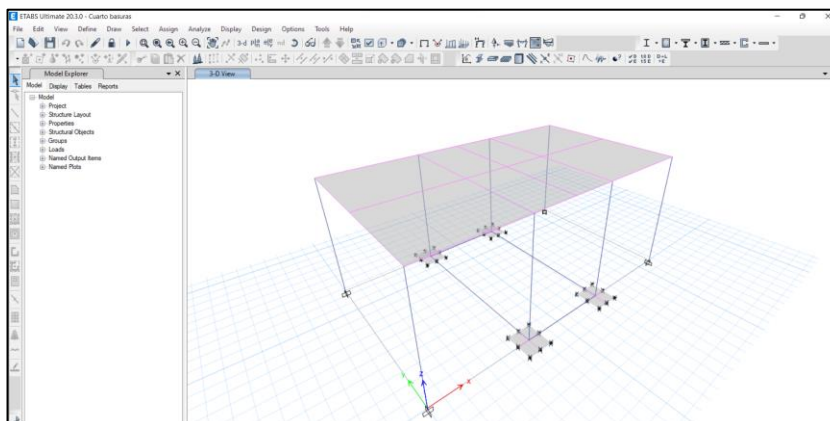 ETABS Ultimate 20.3.0 - Cuarto basuras
File Edit View Define Draw Select Assign Analyze Display Design Options Tools Help
Model Explorer
3-D View
Model Display Tables Reports
Model
Project
Structure Layout
Properties
Structural Objects
Groups
Loads
Named Output Items
Named Plots
Z
Y
X